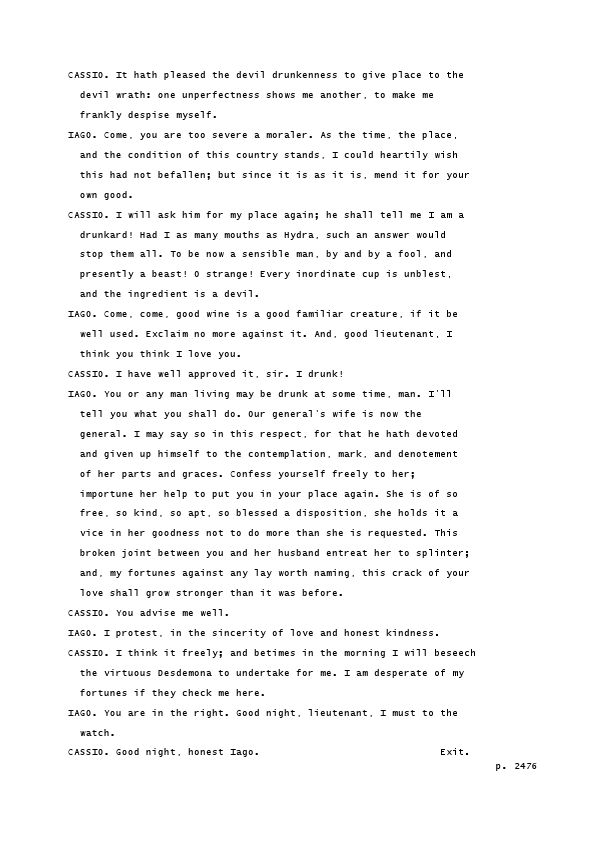 CASSIO. It hath pleased the devil drunkenness to give place to the
devil wrath: one unperfectness shows me another, to make me
frankly despise myself.
IAGO. Come, you are too severe a moraler. As the time, the place,
and the condition of this country stands, I could heartily wish
this had not befallen; but since it is as it is, mend it for your
own good.
CASSIO. I will ask him for my place again; he shall tell me I am a
drunkard! Had I as many mouths as Hydra, such an answer would
stop them all. To be now a sensible man, by and by a fool, and
presently a beast! O strange! Every inordinate cup is unblest,
and the ingredient is a devil.
IAGO. Come, come, good wine is a good familiar creature, if it be
well used. Exclaim no more against it. And, good lieutenant, I
think you think I love you.
CASSIO. I have well approved it, sir. I drunk!
IAGO. You or any man living may be drunk at some time, man. I'll
tell you what you shall do. Our general's wife is now the
general. I may say so in this respect, for that he hath devoted
and given up himself to the contemplation, mark, and denotement
of her parts and graces. Confess yourself freely to her;
importune her help to put you in your place again. She is of so
free, so kind, so apt, so blessed a disposition, she holds it a
vice in her goodness not to do more than she is requested. This
broken joint between you and her husband entreat her to splinter;
and, my fortunes against any lay worth naming, this crack of your
love shall grow stronger than it was before.
CASSIO. You advise me well.
IAGO. I protest, in the sincerity of love and honest kindness.
CASSIO. I think it freely; and betimes in the morning I will beseech
the virtuous Desdemona to undertake for me. I am desperate of my
fortunes if they check me here.
IAGO. You are in the right. Good night, lieutenant, I must to the
watch.
CASSIO. Good night, honest Iago. Exit.
p. 2476